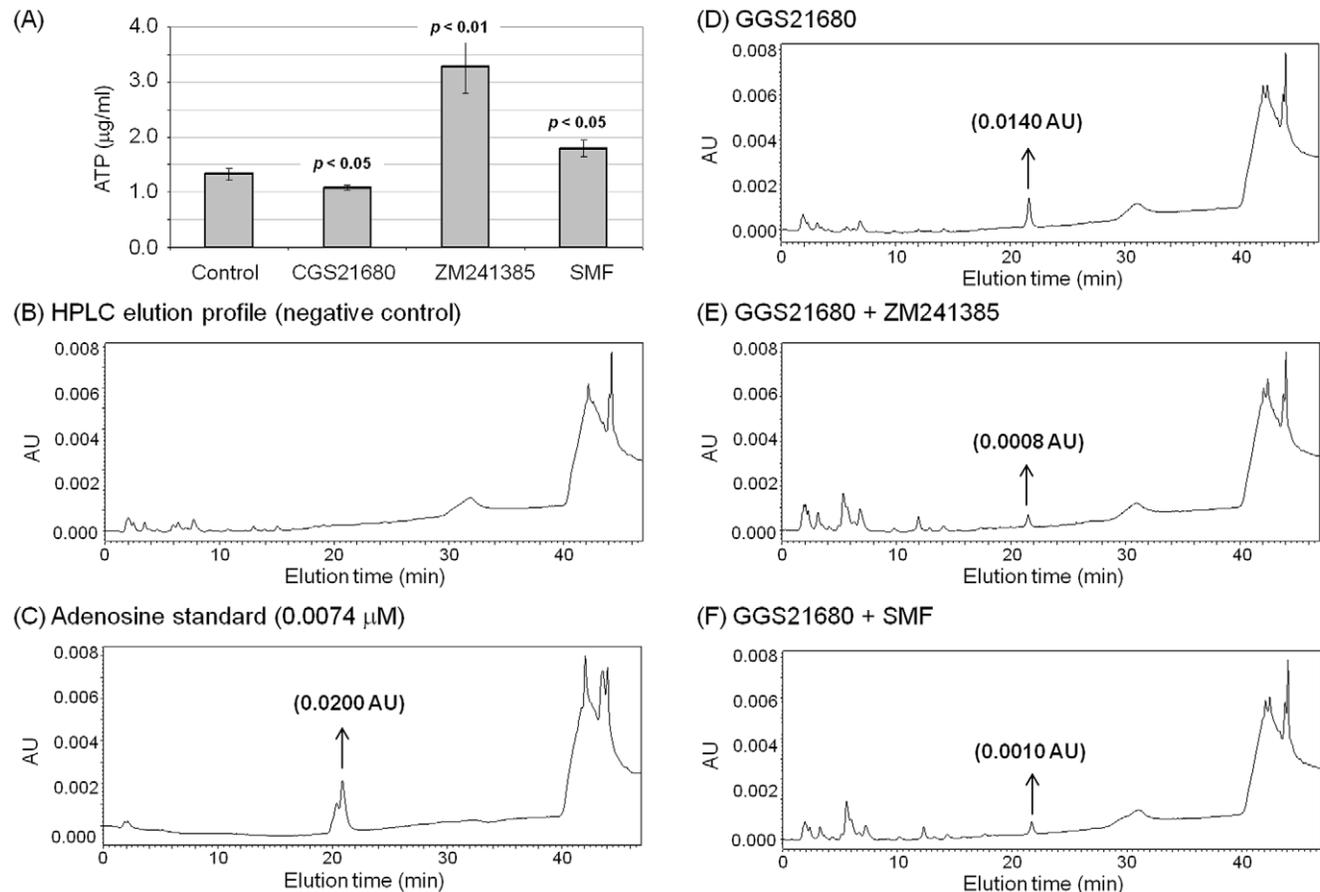 (A)
4.0
3.0
2.0
1.0
0.0
ATP (μg/ml)
p < 0.05
p < 0.01
p < 0.05
Control CGS21680 ZM241385 SMF
(B) HPLC elution profile (negative control)
0.008
0.006
0.004
0.002
0.000
AU
0 10 20 30 40
Elution time (min)
(C) Adenosine standard (0.0074 μM)
0.008
0.006
0.004
0.002
0.000
AU
(0.0200 AU)
0 10 20 30 40
Elution time (min)
(D) GGS21680
0.008
0.006
0.004
0.002
0.000
AU
(0.0140 AU)
0 10 20 30 40
Elution time (min)
(E) GGS21680 + ZM241385
0.008
0.006
0.004
0.002
0.000
AU
(0.0008 AU)
0 10 20 30 40
Elution time (min)
(F) GGS21680 + SMF
0.008
0.006
0.004
0.002
0.000
AU
(0.0010 AU)
0 10 20 30 40
Elution time (min)